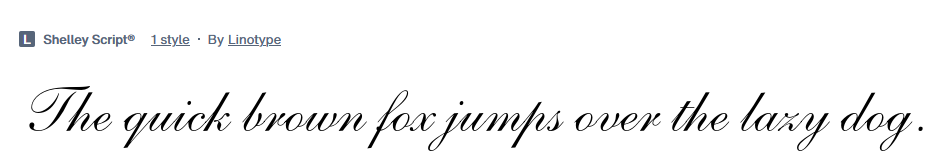 L Shelley Script® 1 style · By Linotype
The quick brown fox jumps over the lazy dog.